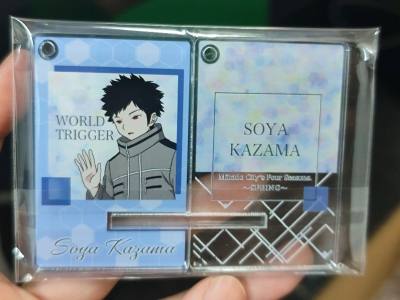 WORLD
TRIGGER
Soya Kazama
SOYA
KAZAMA
Mikado City's Four Seasons.
~SPRING~